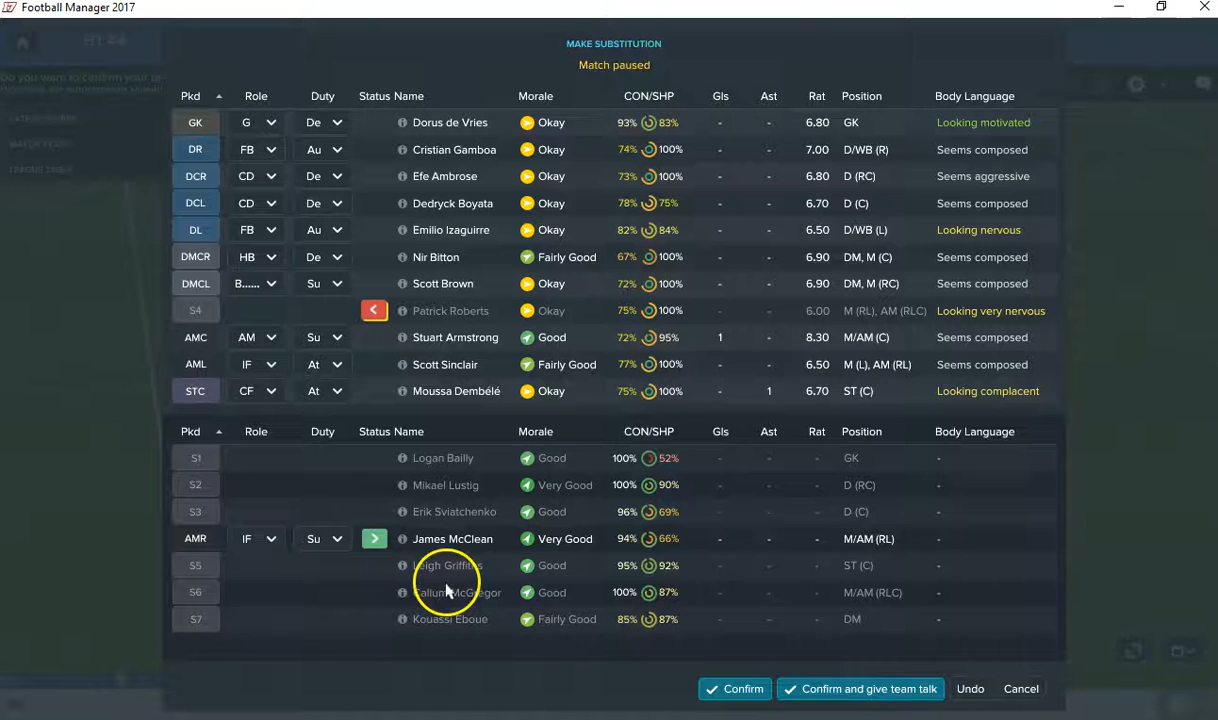 Football Manager 2017
MAKE SUBSTITUTION
Match paused
Pkd Role Duty Status Name Morale CON/SHP Gls Ast Rat Position Body Language
GK G De Dorus de Vries Okay 93% 83% - - 6.80 GK Looking motivated
DR FB Au Cristian Gamboa Okay 74% 100% - - 7.00 D/WB (R) Seems composed
DCR CD De Efe Ambrose Okay 73% 100% - - 6.80 D (RC) Seems aggressive
DCL CD De Dedryck Boyata Okay 78% 75% - - 6.70 D (C) Seems composed
DL FB Au Emilio Izaguirre Okay 82% 84% - - 6.50 D/WB (L) Looking nervous
DMCR HB De Nir Bitton Fairly Good 67% 100% - - 6.90 DM, M (C) Seems composed
DMCL B...... Su Scott Brown Okay 72% 100% - - 6.90 DM, M (RC) Seems composed
S4 Patrick Roberts Okay 75% 100% - - 6.00 M (RL), AM (RLC) Looking very nervous
AMC AM Su Stuart Armstrong Good 72% 95% 1 - 8.30 M/AM (C) Seems composed
AML IF At Scott Sinclair Fairly Good 77% 100% - - 6.50 M (L), AM (RL) Seems composed
STC CF At Moussa Dembélé Okay 75% 100% - 1 6.70 ST (C) Looking complacent
Pkd Role Duty Status Name Morale CON/SHP Gls Ast Rat Position Body Language
S1 Logan Bailly Good 100% 52% - - - GK -
S2 Mikael Lustig Very Good 100% 90% - - - D (RC) -
S3 Erik Sviatchenko Good 96% 69% - - - D (C) -
AMR IF Su James McClean Very Good 94% 66% - - - M/AM (RL) -
S5 Leigh Griffiths Good 95% 92% - - - ST (C) -
S6 Callum McGregor Good 100% 87% - - - M/AM (RLC) -
S7 Kouassi Eboue Fairly Good 85% 87% - - - DM -
Confirm Confirm and give team talk Undo Cancel